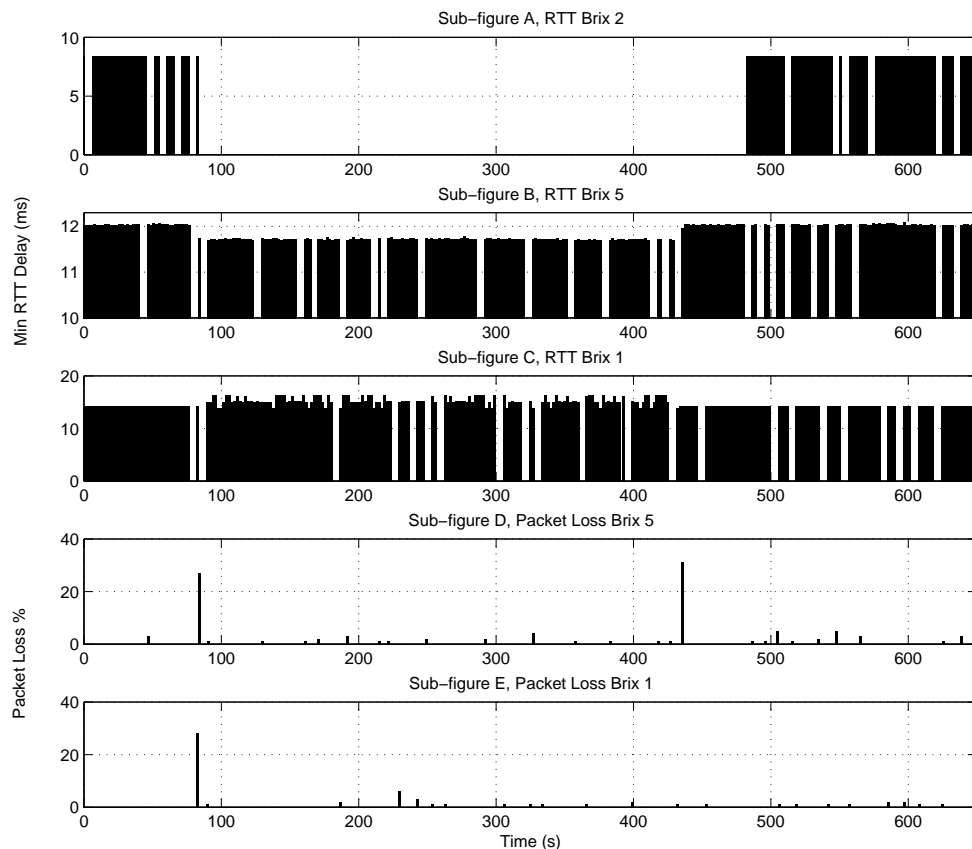 Sub−figure A, RTT Brix 2
10
5
0
0 100 200 300 400 500 600
Sub−figure B, RTT Brix 5
12
11
10
0 100 200 300 400 500 600
Min RTT Delay (ms)
Sub−figure C, RTT Brix 1
20
10
0
0 100 200 300 400 500 600
Sub−figure D, Packet Loss Brix 5
40
20
0
0 100 200 300 400 500 600
Packet Loss %
Sub−figure E, Packet Loss Brix 1
40
20
0
0 100 200 300 400 500 600
Time (s)